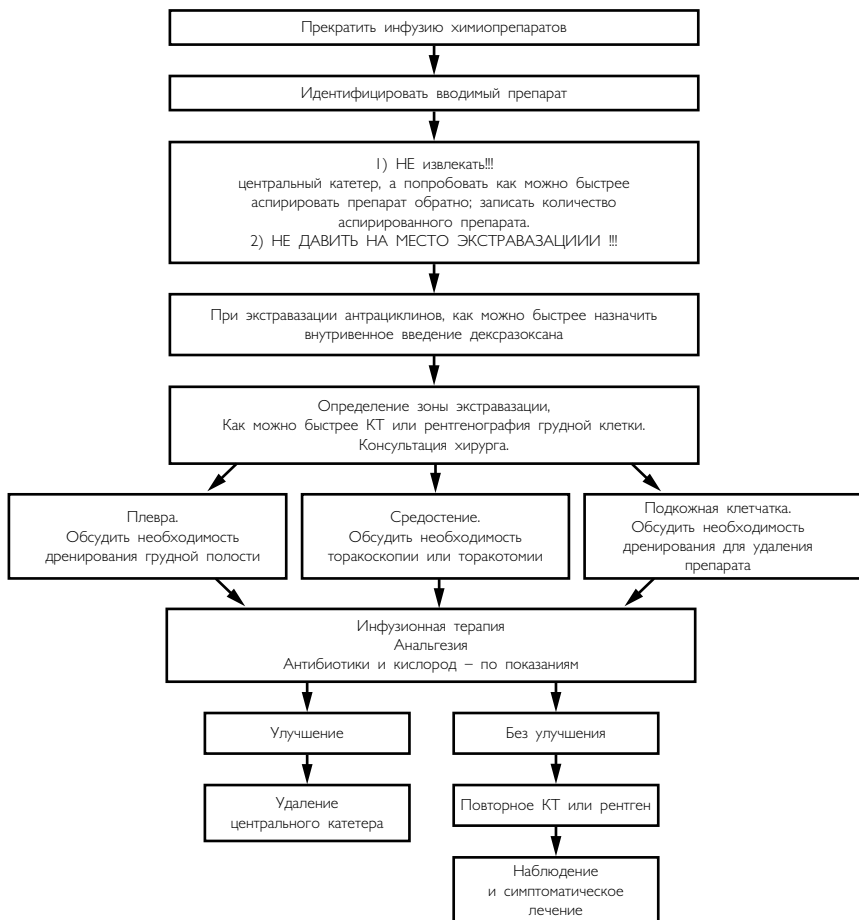 Прекратить инфузию химиопрепаратов
Идентифицировать вводимый препарат
1) НЕ извлекать!!!
центральный катетер, а попробовать как можно быстрее
аспирировать препарат обратно; записать количество
аспирированного препарата.
2) НЕ ДАВИТЬ НА МЕСТО ЭКСТРАВАЗАЦИИИ !!!
При экстравазации антрациклинов, как можно быстрее назначить
внутривенное введение дексразоксана
Определение зоны экстравазации,
Как можно быстрее КТ или рентгенография грудной клетки.
Консультация хирурга.
Плевра.
Обсудить необходимость
дренирования грудной полости
Средостение.
Обсудить необходимость
торакоскопии или торакотомии
Подкожная клетчатка.
Обсудить необходимость
дренирования для удаления
препарата
Инфузионная терапия
Анальгезия
Антибиотики и кислород – по показаниям
Улучшение
Без улучшения
Удаление
центрального катетера
Повторное КТ или рентген
Наблюдение
и симптоматическое
лечение